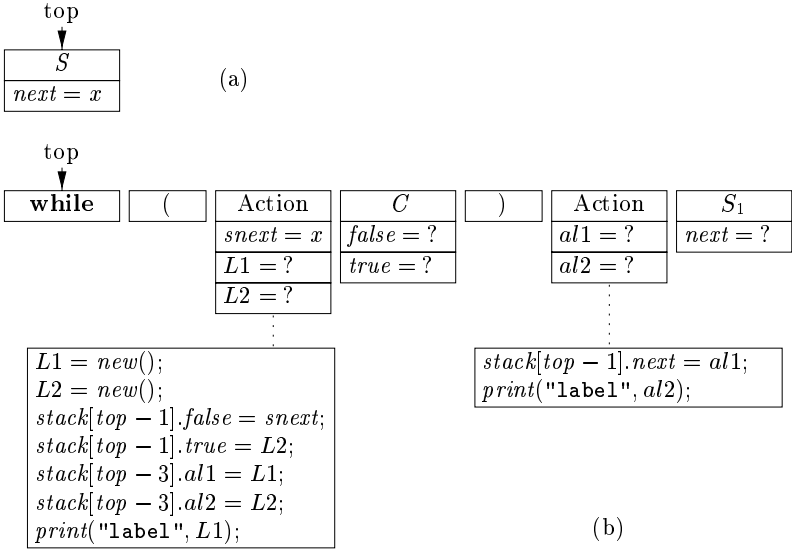 top
S
next = x
(a)
top
while ( Action C ) Action S₁
snext = x false = ? al1 = ? next = ?
L1 = ? true = ? al2 = ?
L2 = ?
L1 = new();
L2 = new();
stack[top − 1].false = snext;
stack[top − 1].true = L2;
stack[top − 3].al1 = L1;
stack[top − 3].al2 = L2;
print("label", L1);
stack[top − 1].next = al1;
print("label", al2);
(b)